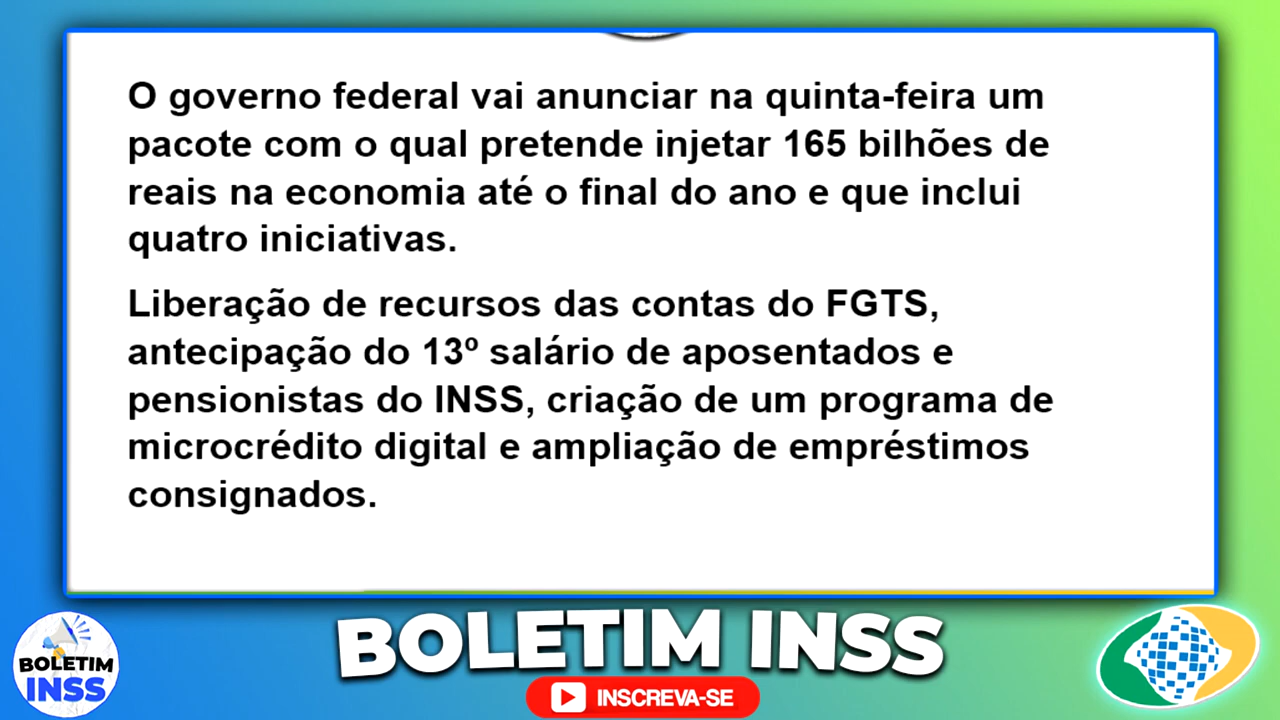 O governo federal vai anunciar na quinta-feira um
pacote com o qual pretende injetar 165 bilhões de
reais na economia até o final do ano e que inclui
quatro iniciativas.
Liberação de recursos das contas do FGTS,
antecipação do 13º salário de aposentados e
pensionistas do INSS, criação de um programa de
microcrédito digital e ampliação de empréstimos
consignados.
BOLETIM
INSS
BOLETIM INSS
INSCREVA-SE